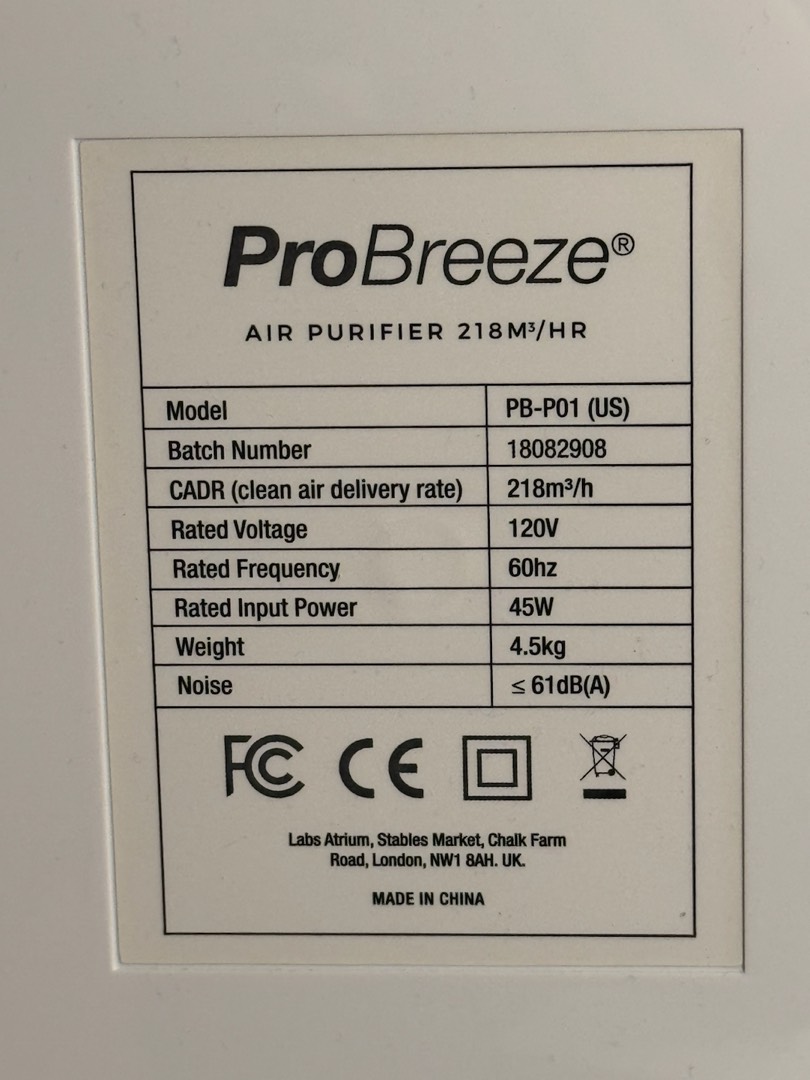 ProBreeze®
AIR PURIFIER 218M³/HR
Model PB-P01 (US)
Batch Number 18082908
CADR (clean air delivery rate) 218m³/h
Rated Voltage 120V
Rated Frequency 60hz
Rated Input Power 45W
Weight 4.5kg
Noise ≤ 61dB(A)
FC CE
Labs Atrium, Stables Market, Chalk Farm
Road, London, NW1 8AH. UK.
MADE IN CHINA